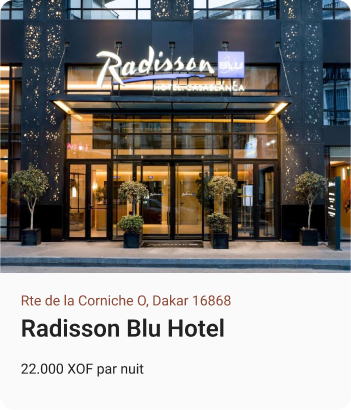 Radisson BLU
HOTEL CASABLANCA
Rte de la Corniche O, Dakar 16868
Radisson Blu Hotel
22.000 XOF par nuit